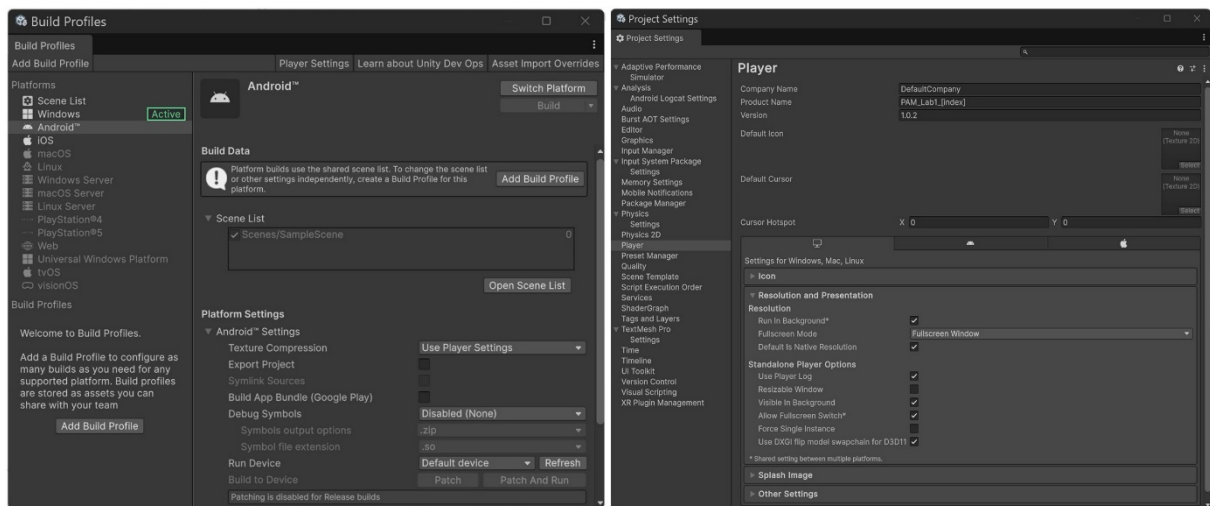 Build Profiles
Build Profiles
Add Build Profile
Player Settings
Learn about Unity Dev Ops
Asset Import Overrides
Platforms
Scene List
Windows
Active
Android™
iOS
macOS
Linux
Windows Server
macOS Server
Linux Server
PlayStation®4
PlayStation®5
Web
Universal Windows Platform
tvOS
visionOS
Build Profiles
Welcome to Build Profiles.
Add a Build Profile to configure as
many builds as you need for any
supported platform. Build profiles
are stored as assets you can
share with your team
Add Build Profile
Android™
Switch Platform
Build
Build Data
Platform builds use the shared scene list. To change the scene list
or other settings independently, create a Build Profile for this
platform.
Add Build Profile
Scene List
Scenes/SampleScene 0
Open Scene List
Platform Settings
Android™ Settings
Texture Compression Use Player Settings
Export Project
Symlink Sources
Build App Bundle (Google Play)
Debug Symbols Disabled (None)
Symbols output options .zip
Symbol file extension .so
Run Device Default device Refresh
Build to Device Patch Patch And Run
Patching is disabled for Release builds
Project Settings
Project Settings
Adaptive Performance
Simulator
Analysis
Android Logcat Settings
Audio
Burst AOT Settings
Editor
Graphics
Input Manager
Input System Package
Settings
Memory Settings
Mobile Notifications
Package Manager
Physics
Settings
Physics 2D
Player
Preset Manager
Quality
Scene Template
Script Execution Order
Services
ShaderGraph
Tags and Layers
TextMesh Pro
Settings
Time
Timeline
UI Toolkit
Version Control
Visual Scripting
XR Plugin Management
Player
Company Name DefaultCompany
Product Name PAM_Lab1_[index]
Version 1.0.2
Default Icon
None
(Texture 2D)
Select
Default Cursor
None
(Texture 2D)
Select
Cursor Hotspot X 0 Y 0
Settings for Windows, Mac, Linux
Icon
Resolution and Presentation
Resolution
Run In Background*
Fullscreen Mode Fullscreen Window
Default Is Native Resolution
Standalone Player Options
Use Player Log
Resizable Window
Visible In Background
Allow Fullscreen Switch*
Force Single Instance
Use DXGI flip model swapchain for D3D11
* Shared setting between multiple platforms.
Splash Image
Other Settings